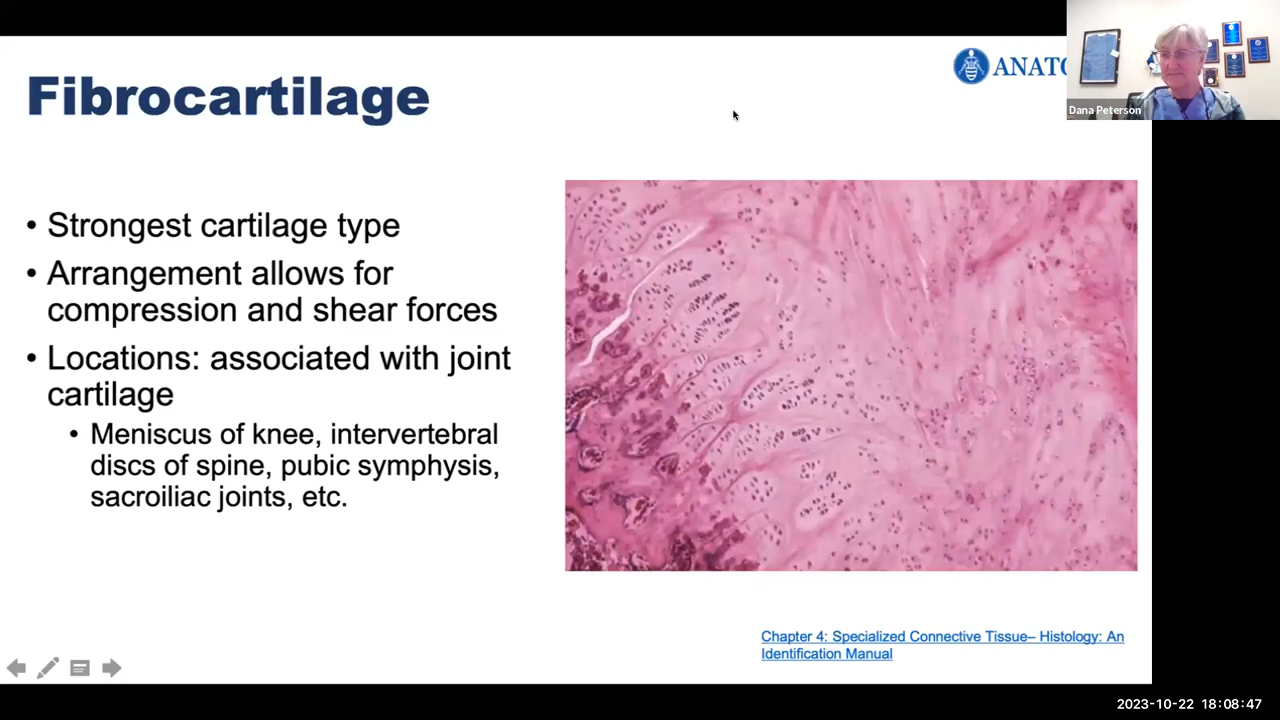 Fibrocartilage
ANATO
Dana Peterson
• Strongest cartilage type
• Arrangement allows for
compression and shear forces
• Locations: associated with joint
cartilage
• Meniscus of knee, intervertebral
discs of spine, pubic symphysis,
sacroiliac joints, etc.
Chapter 4: Specialized Connective Tissue– Histology: An
Identification Manual
2023-10-22 18:08:47